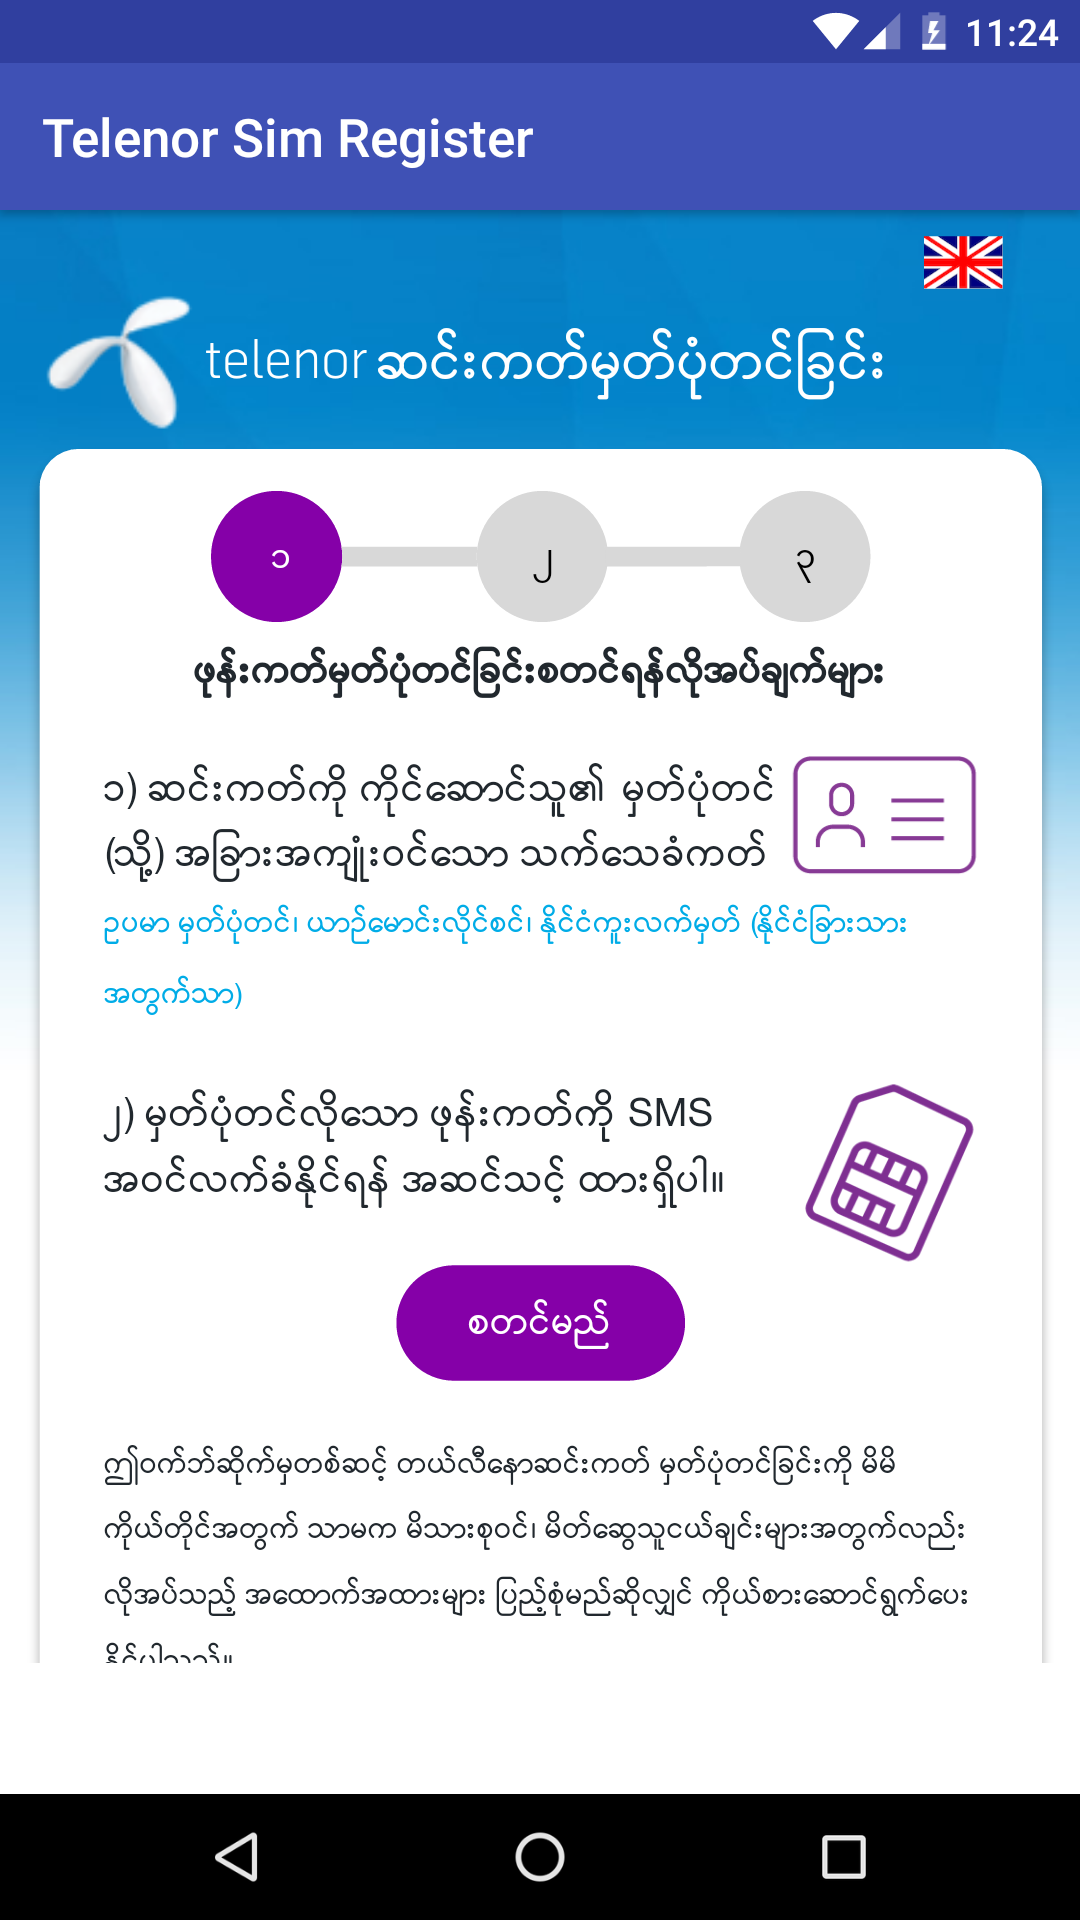 11:24
Telenor Sim Register
telenor ဆင်းကတ်မှတ်ပုံတင်ခြင်း
၁ ၂ ၃
ဖုန်းကတ်မှတ်ပုံတင်ခြင်းစတင်ရန်လိုအပ်ချက်များ
၁) ဆင်းကတ်ကို ကိုင်ဆောင်သူ၏ မှတ်ပုံတင်
(သို့) အခြားအကျုံးဝင်သော သက်သေခံကတ်
ဥပမာ မှတ်ပုံတင်၊ ယာဉ်မောင်းလိုင်စင်၊ နိုင်ငံကူးလက်မှတ် (နိုင်ငံခြားသား
အတွက်သာ)
၂) မှတ်ပုံတင်လိုသော ဖုန်းကတ်ကို SMS
အဝင်လက်ခံနိုင်ရန် အဆင်သင့် ထားရှိပါ။
စတင်မည်
ဤဝက်ဘ်ဆိုက်မှတစ်ဆင့် တယ်လီနောဆင်းကတ် မှတ်ပုံတင်ခြင်းကို မိမိ
ကိုယ်တိုင်အတွက် သာမက မိသားစုဝင်၊ မိတ်ဆွေသူငယ်ချင်းများအတွက်လည်း
လိုအပ်သည့် အထောက်အထားများ ပြည့်စုံမည်ဆိုလျှင် ကိုယ်စားဆောင်ရွက်ပေး
နိုင်ပါသည်။